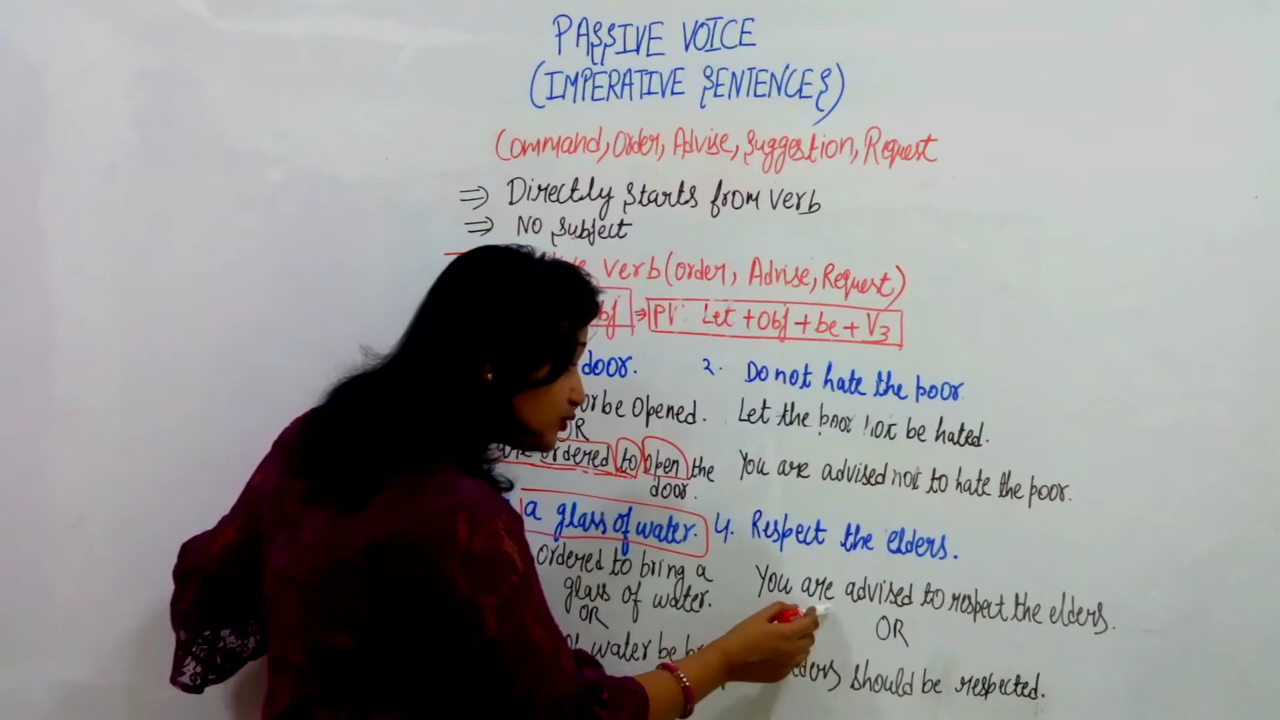 PASSIVE VOICE
(IMPERATIVE SENTENCES)
Command, Order, Advise, Suggestion, Request
⇒ Directly starts from verb
⇒ NO subject
verb (order, Advise, Request)
obj ⇒ PV Let + Obj + be + V3
door.
be opened.
OR
are ordered to open the
door.
2. Do not hate the poor
Let the poor not be hated.
You are advised not to hate the poor.
a glass of water.
ordered to bring a
glass of water.
OR
water be
4. Respect the elders.
You are advised to respect the elders.
OR
should be respected.